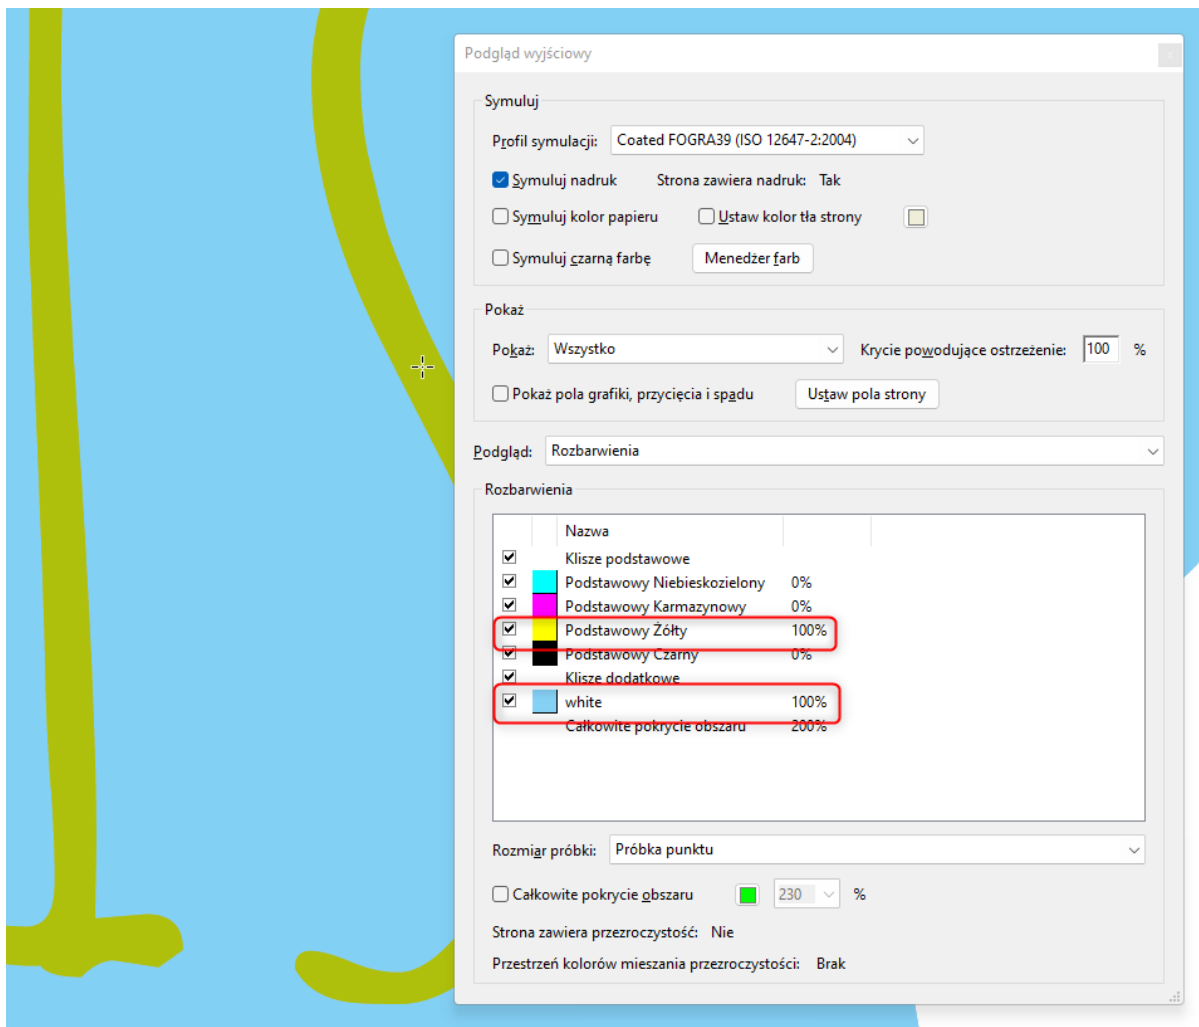 Podgląd wyjściowy
Symuluj
Profil symulacji: Coated FOGRA39 (ISO 12647-2:2004)
Symuluj nadruk Strona zawiera nadruk: Tak
Symuluj kolor papieru Ustaw kolor tła strony
Symuluj czarną farbę Menedżer farb
Pokaż
Pokaż: Wszystko Krycie powodujące ostrzeżenie: 100 %
Pokaż pola grafiki, przycięcia i spadu Ustaw pola strony
Podgląd: Rozbarwienia
Rozbarwienia
Nazwa
Klisze podstawowe
Podstawowy Niebieskozielony 0%
Podstawowy Karmazynowy 0%
Podstawowy Żółty 100%
Podstawowy Czarny 0%
Klisze dodatkowe
white 100%
Całkowite pokrycie obszaru 200%
Rozmiar próbki: Próbka punktu
Całkowite pokrycie obszaru 230 %
Strona zawiera przezroczystość: Nie
Przestrzeń kolorów mieszania przezroczystości: Brak